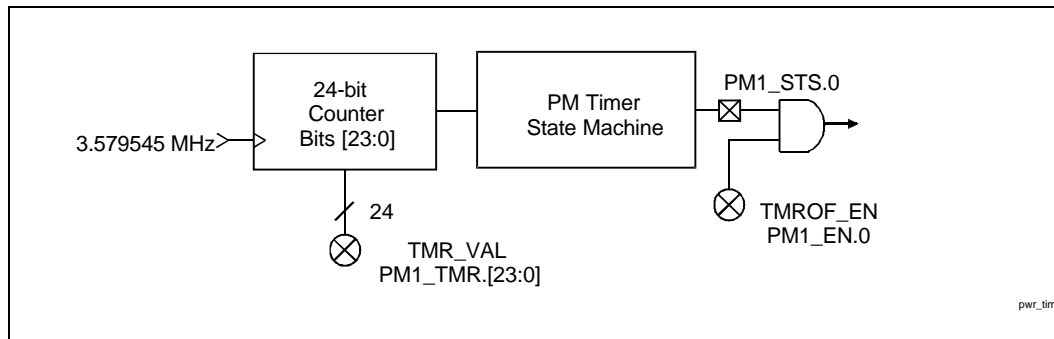 24-bit
Counter
Bits [23:0]
PM Timer
State Machine
PM1_STS.0
3.579545 MHz
24
TMR_VAL
PM1_TMR.[23:0]
TMROF_EN
PM1_EN.0
pwr_tim